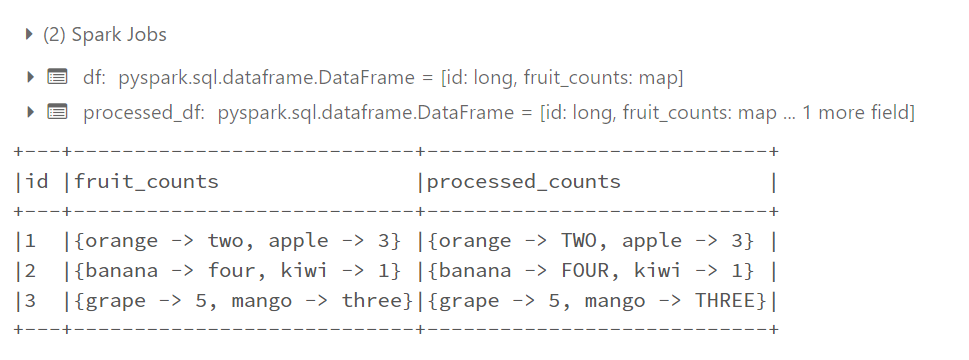 (2) Spark Jobs
df: pyspark.sql.dataframe.DataFrame = [id: long, fruit_counts: map]
processed_df: pyspark.sql.dataframe.DataFrame = [id: long, fruit_counts: map ... 1 more field]
+---+----------------------------+----------------------------+
|id |fruit_counts                |processed_counts            |
+---+----------------------------+----------------------------+
|1  |{orange -> two, apple -> 3} |{orange -> TWO, apple -> 3} |
|2  |{banana -> four, kiwi -> 1} |{banana -> FOUR, kiwi -> 1} |
|3  |{grape -> 5, mango -> three}|{grape -> 5, mango -> THREE}|
+---+----------------------------+----------------------------+